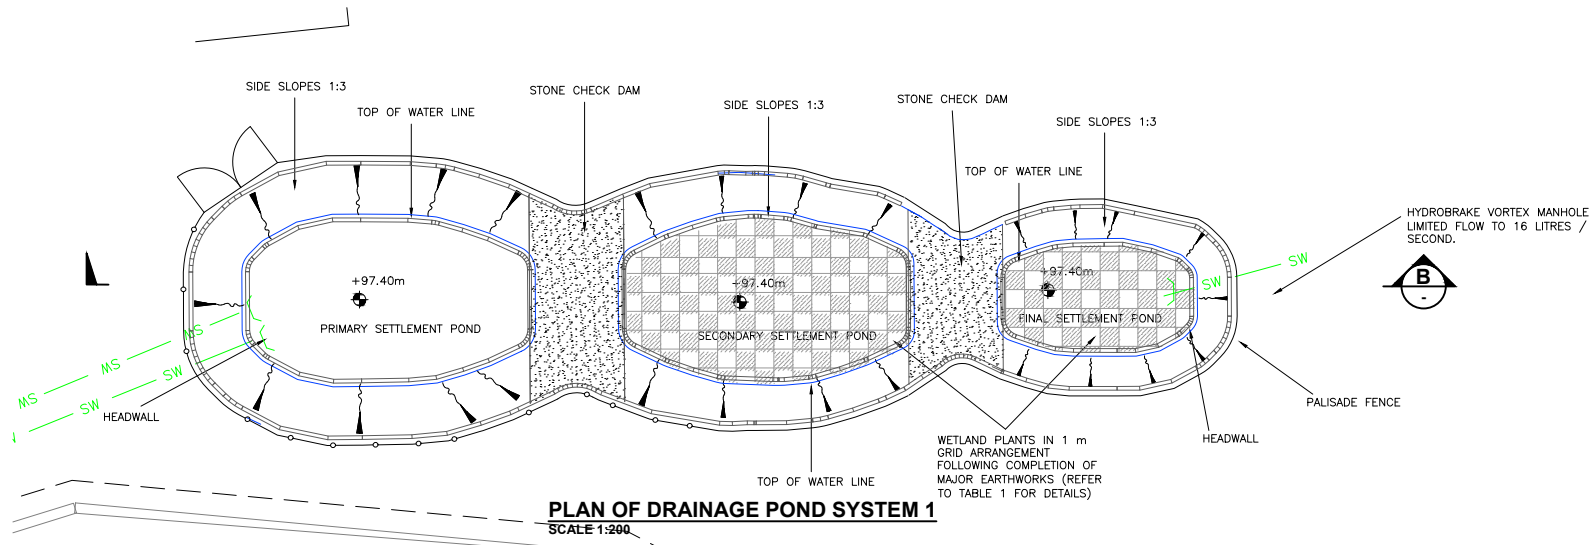 SIDE SLOPES 1:3
TOP OF WATER LINE
STONE CHECK DAM
SIDE SLOPES 1:3
STONE CHECK DAM
SIDE SLOPES 1:3
TOP OF WATER LINE
HYDROBRAKE VORTEX MANHOLE
LIMITED FLOW TO 16 LITRES /
SECOND.
B
-
SW
SW
+97.40m
+97.40m
+97.40m
PRIMARY SETTLEMENT POND
SECONDARY SETTLEMENT POND
FINAL SETTLEMENT POND
SW
SW
SW
SW
SW
HEADWALL
PALISADE FENCE
HEADWALL
WETLAND PLANTS IN 1 m
GRID ARRANGEMENT
FOLLOWING COMPLETION OF
MAJOR EARTHWORKS (REFER
TO TABLE 1 FOR DETAILS)
TOP OF WATER LINE
PLAN OF DRAINAGE POND SYSTEM 1
SCALE 1:200